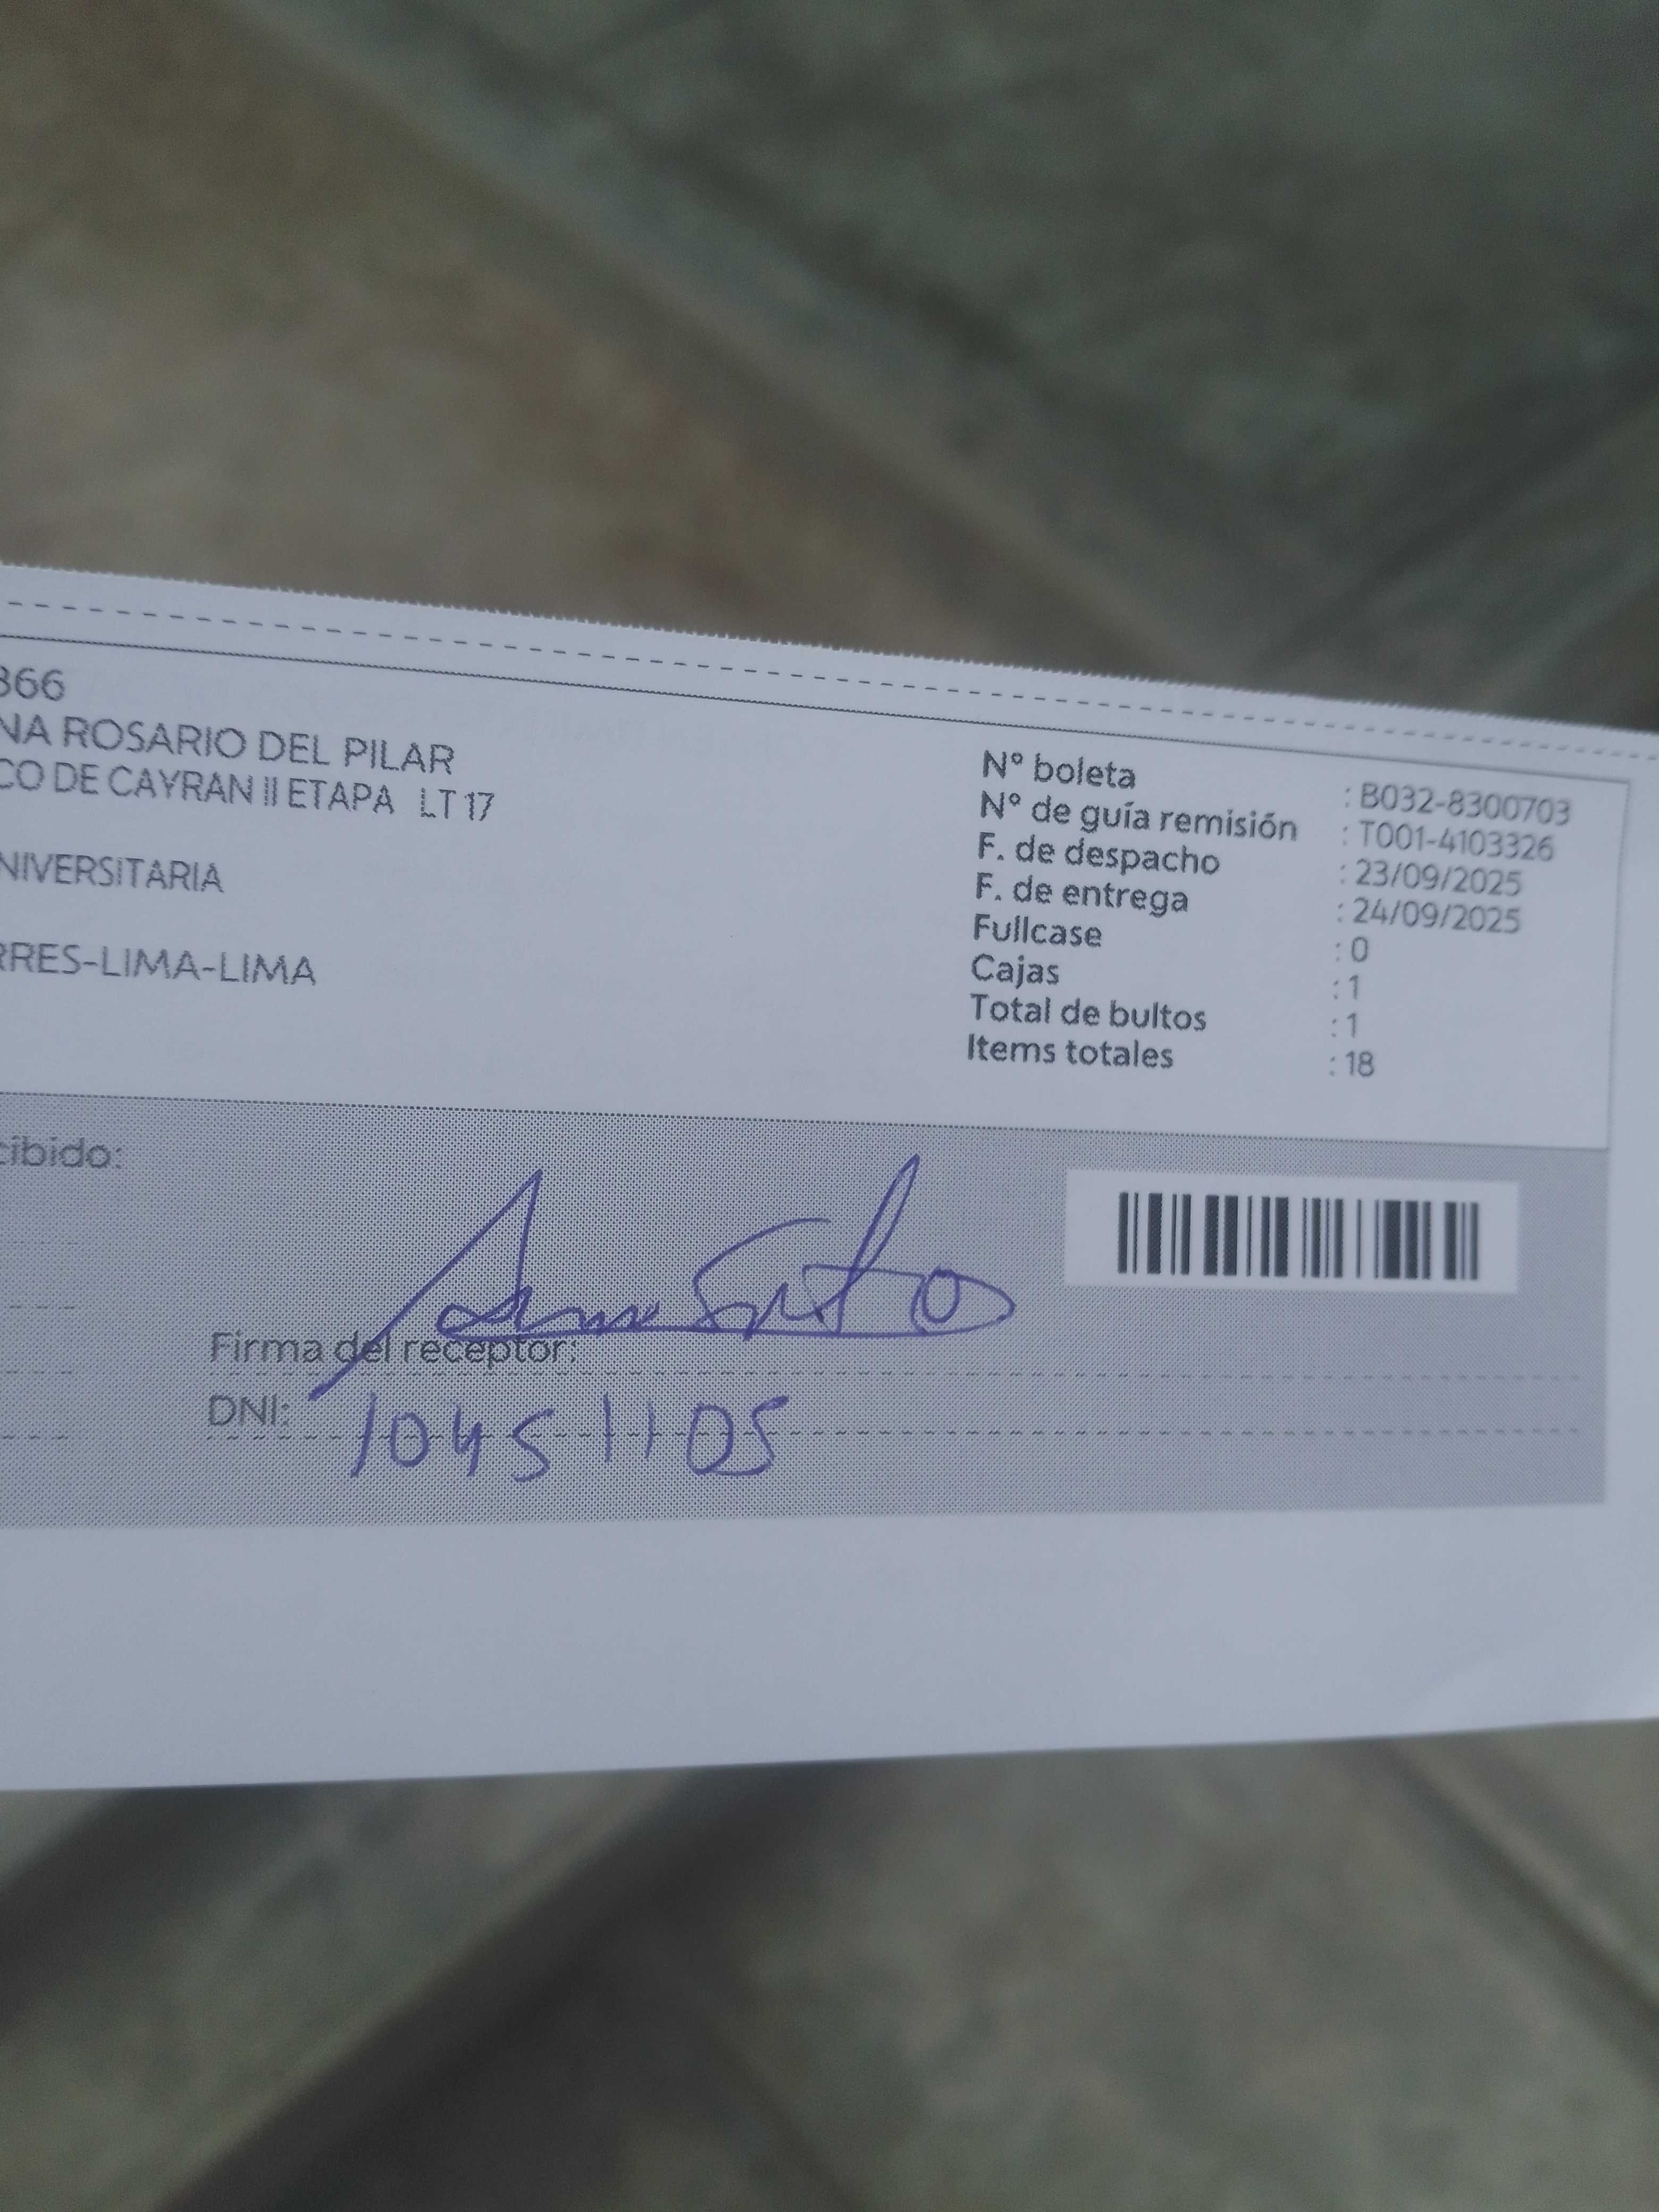 366
NA ROSARIO DEL PILAR
CO DE CAYRAN II ETAPA LT 17
NIVERSITARIA
RRES-LIMA-LIMA
N° boleta : B032-8300703
N° de guía remisión : T001-4103326
F. de despacho : 23/09/2025
F. de entrega : 24/09/2025
Fullcase : 0
Cajas : 1
Total de bultos : 1
Items totales : 18
cibido:
Firma del receptor:
DNI: 10451105